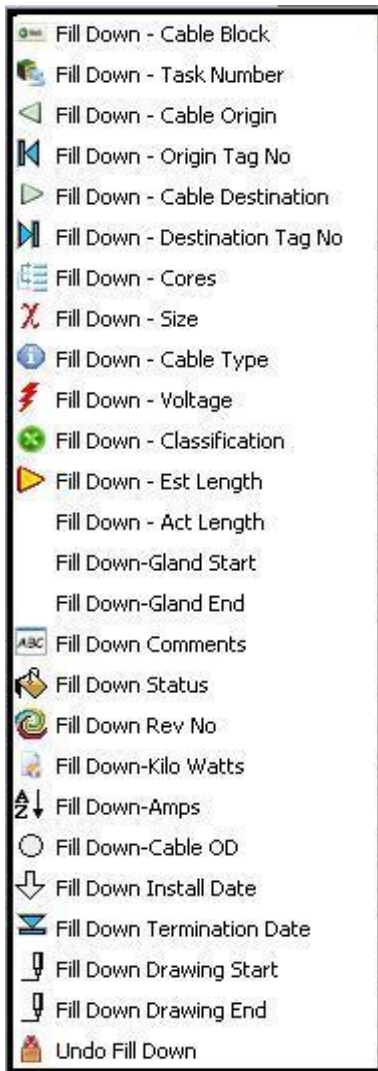 Fill Down - Cable Block
Fill Down - Task Number
Fill Down - Cable Origin
Fill Down - Origin Tag No
Fill Down - Cable Destination
Fill Down - Destination Tag No
Fill Down - Cores
Fill Down - Size
Fill Down - Cable Type
Fill Down - Voltage
Fill Down - Classification
Fill Down - Est Length
Fill Down - Act Length
Fill Down-Gland Start
Fill Down-Gland End
ABC Fill Down Comments
Fill Down Status
Fill Down Rev No
Fill Down-Kilo Watts
AZ Fill Down-Amps
Fill Down-Cable OD
Fill Down Install Date
Fill Down Termination Date
Fill Down Drawing Start
Fill Down Drawing End
Undo Fill Down